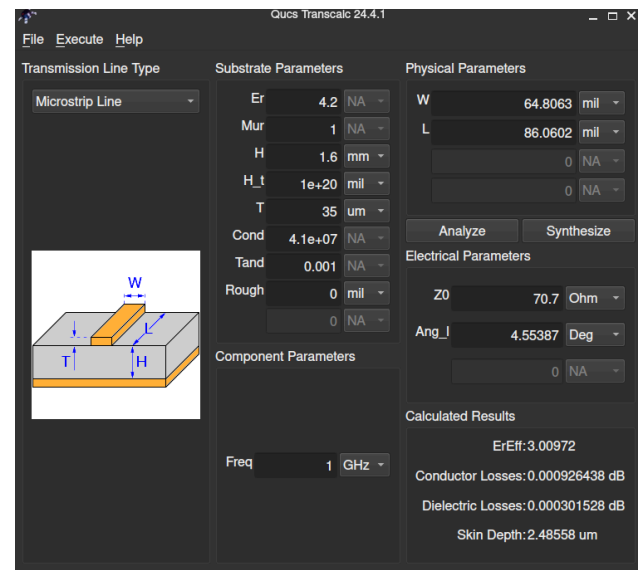 Qucs Transcalc 24.4.1
File Execute Help
Transmission Line Type
Microstrip Line
W
L
T
H
Substrate Parameters
Er 4.2 NA
Mur 1 NA
H 1.6 mm
H_t 1e+20 mil
T 35 um
Cond 4.1e+07 NA
Tand 0.001 NA
Rough 0 mil
0 NA
Component Parameters
Freq 1 GHz
Physical Parameters
W 64.8063 mil
L 86.0602 mil
0 NA
0 NA
Analyze Synthesize
Electrical Parameters
Z0 70.7 Ohm
Ang_l 4.55387 Deg
0 NA
Calculated Results
ErEff:3.00972
Conductor Losses:0.000926438 dB
Dielectric Losses:0.000301528 dB
Skin Depth:2.48558 um